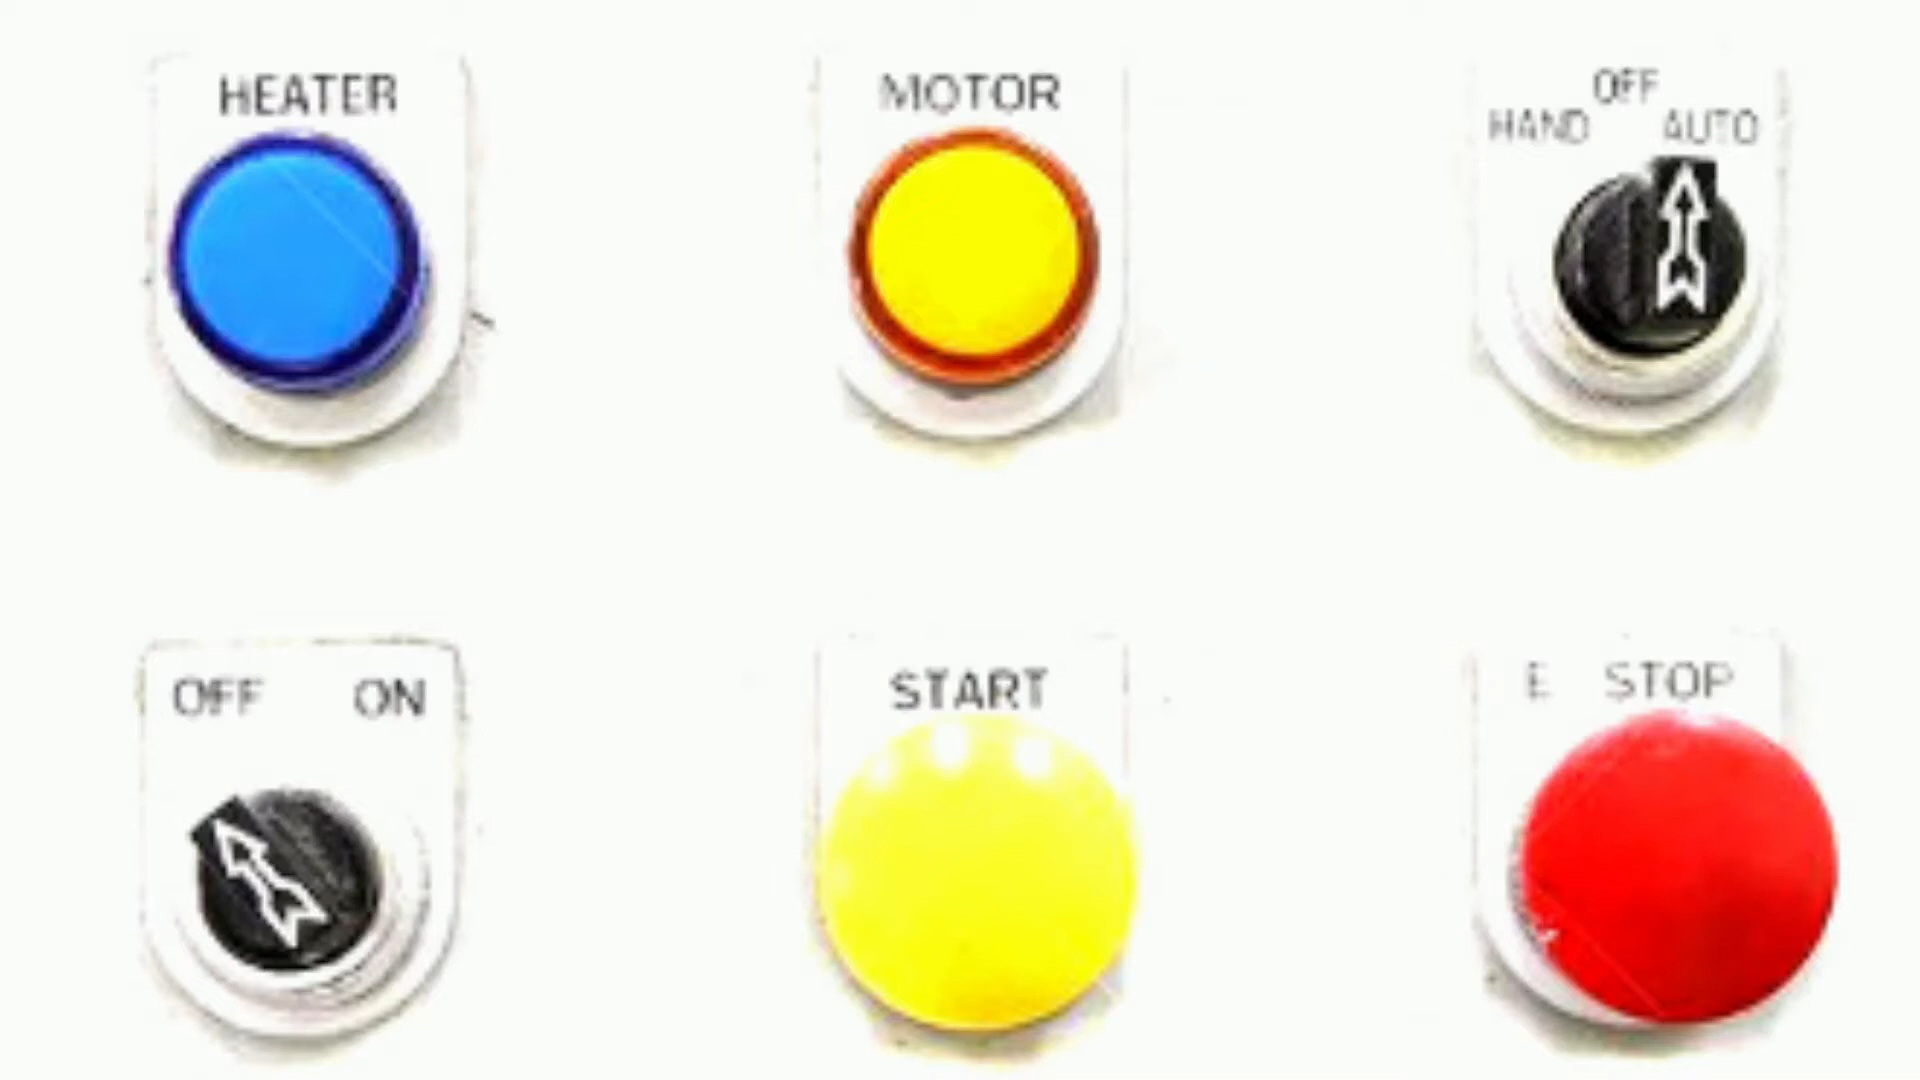 HEATER
MOTOR
OFF
HAND AUTO
OFF ON
START
E STOP